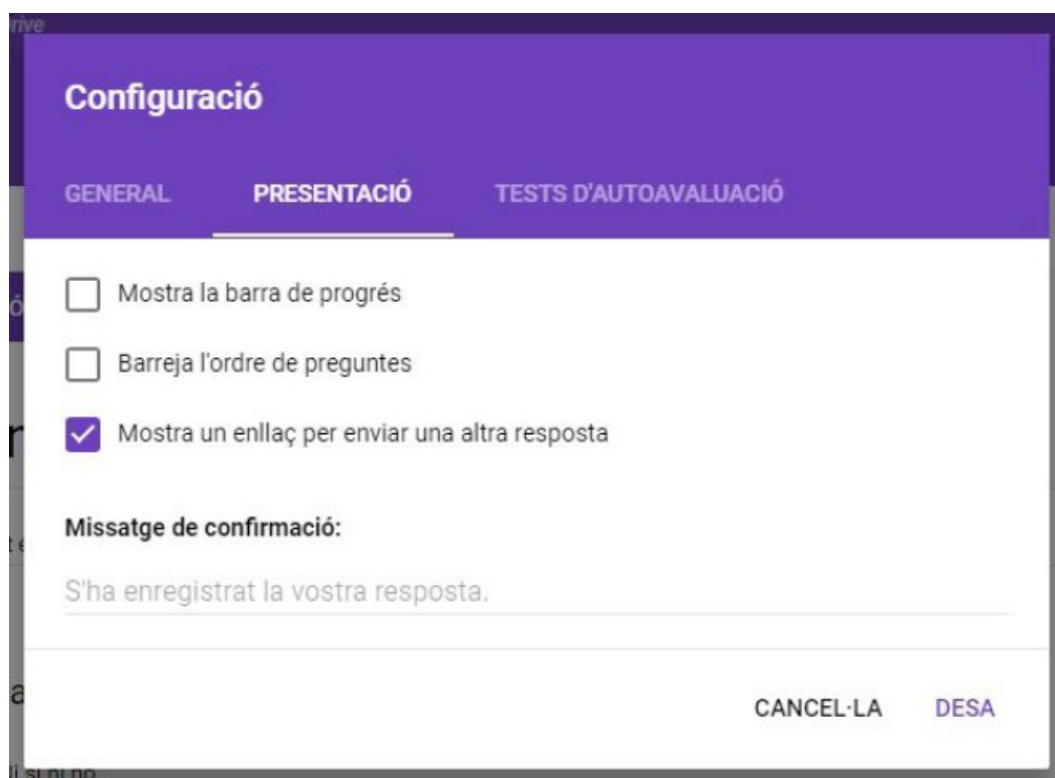 rive
Configuració
GENERAL PRESENTACIÓ TESTS D'AUTOAVALUACIÓ
Mostra la barra de progrés
Barreja l'ordre de preguntes
Mostra un enllaç per enviar una altra resposta
Missatge de confirmació:
S'ha enregistrat la vostra resposta.
CANCEL·LA DESA